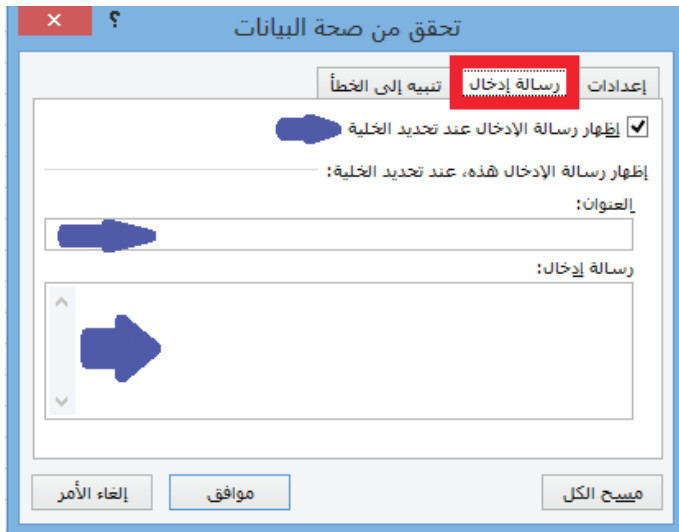 تحقق من صحة البيانات ؟
إعدادات رسالة إدخال تنبيه إلى الخطأ
إظهار رسالة الإدخال عند تحديد الخلية
إظهار رسالة الإدخال هذه، عند تحديد الخلية:
العنوان:
رسالة إدخال:
مسح الكل موافق إلغاء الأمر